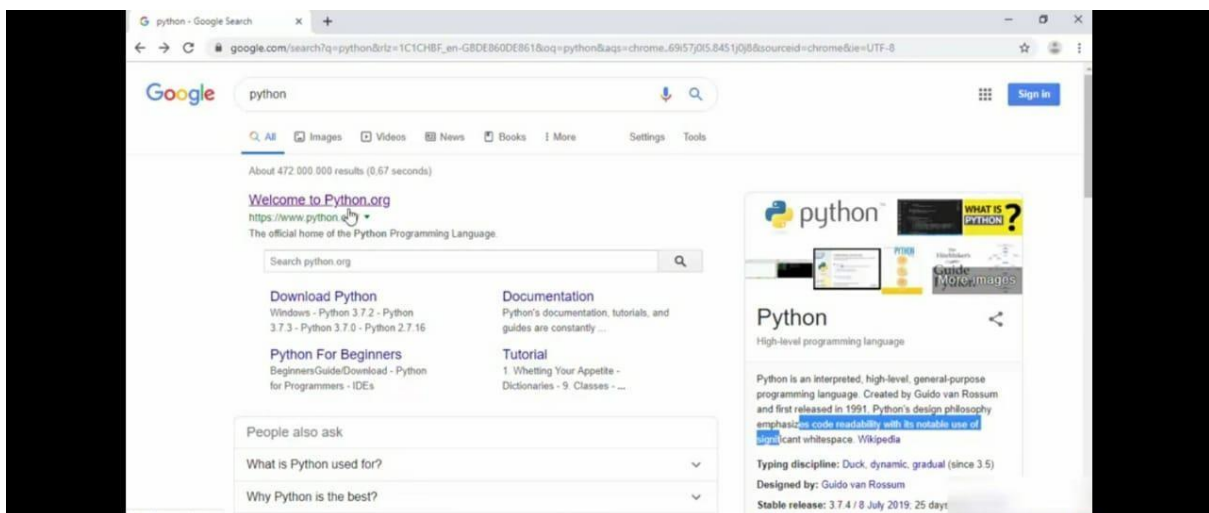 python - Google Search
google.com/search?q=python&rlz=1C1CHBF_en-GBDE860DE861&oq=python&aqs=chrome..69i57j0l5.8451j0j8&sourceid=chrome&ie=UTF-8
Google
python
Sign in
All Images Videos News Books More Settings Tools
About 472.000.000 results (0,67 seconds)
Welcome to Python.org
https://www.python.
The official home of the Python Programming Language.
Search python.org
Download Python
Windows - Python 3.7.2 - Python
3.7.3 - Python 3.7.0 - Python 2.7.16
Documentation
Python's documentation, tutorials, and
guides are constantly ...
Python For Beginners
BeginnersGuide/Download - Python
for Programmers - IDEs
Tutorial
1. Whetting Your Appetite -
Dictionaries - 9. Classes - ...
People also ask
What is Python used for?
Why Python is the best?
python
WHAT IS
PYTHON
?
PYTHON
Guide
More images
Python
High-level programming language
Python is an interpreted, high-level, general-purpose
programming language. Created by Guido van Rossum
and first released in 1991, Python's design philosophy
emphasizes code readability with its notable use of
significant whitespace. Wikipedia
Typing discipline: Duck, dynamic, gradual (since 3.5)
Designed by: Guido van Rossum
Stable release: 3.7.4 / 8 July 2019; 25 days